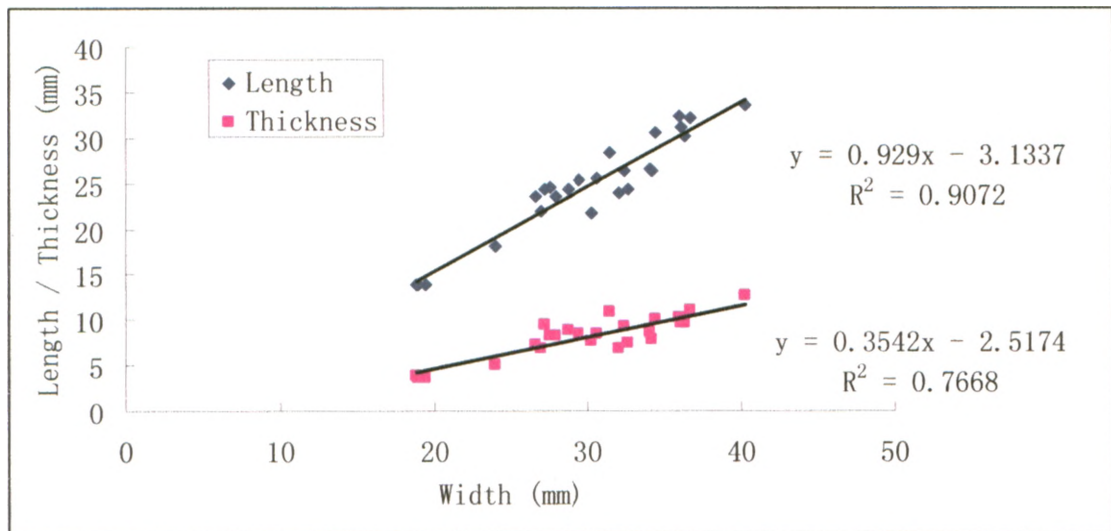 40
35
30
25
20
15
10
5
0
Length / Thickness (mm)
Length
Thickness
y = 0.929x - 3.1337
R² = 0.9072
y = 0.3542x - 2.5174
R² = 0.7668
0 10 20 30 40 50
Width (mm)